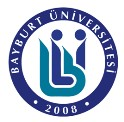 BAYBURT ÜNİVERSİTESİ
• 2008 •